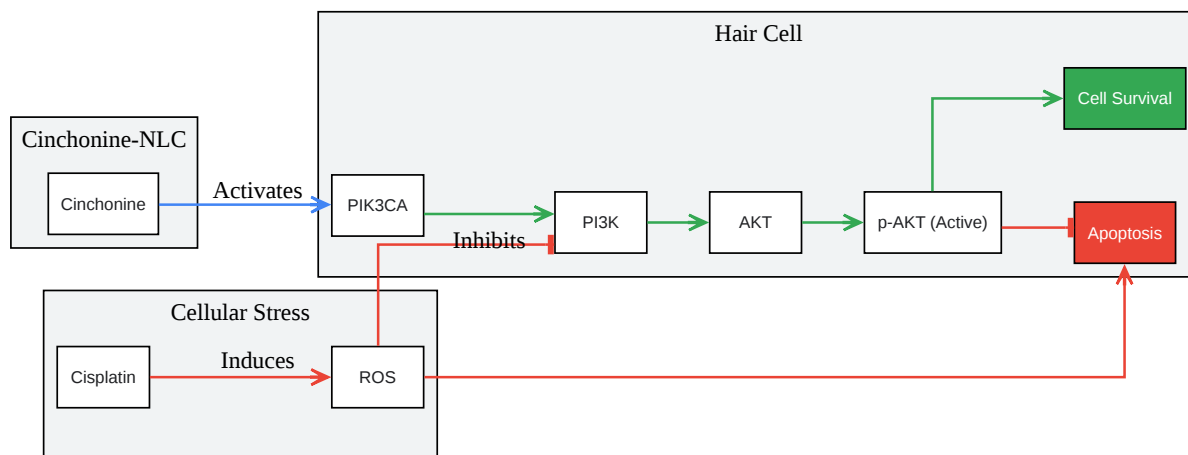 Hair Cell
Cell Survival
Cinchonine-NLC
Cinchonine
Activates
PIK3CA
PI3K
AKT
p-AKT (Active)
Apoptosis
Inhibits
Cellular Stress
Cisplatin
Induces
ROS